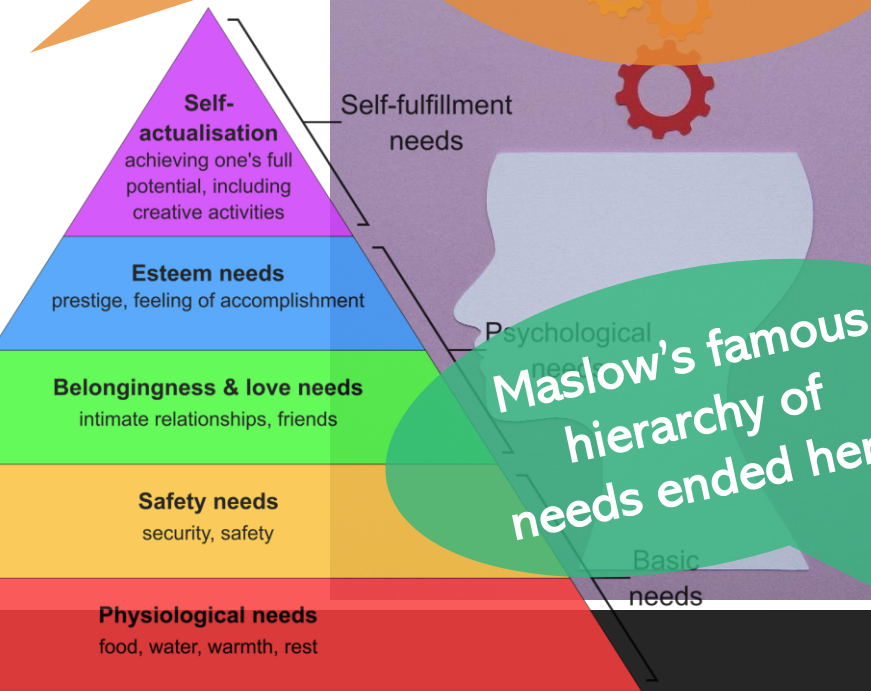 Self-
actualisation
achieving one's full
potential, including
creative activities
Self-fulfillment
needs
Esteem needs
prestige, feeling of accomplishment
Psychological
needs
Belongingness & love needs
intimate relationships, friends
Maslow's famous
hierarchy of
needs ended
Safety needs
security, safety
Basic
needs
Physiological needs
food, water, warmth, rest